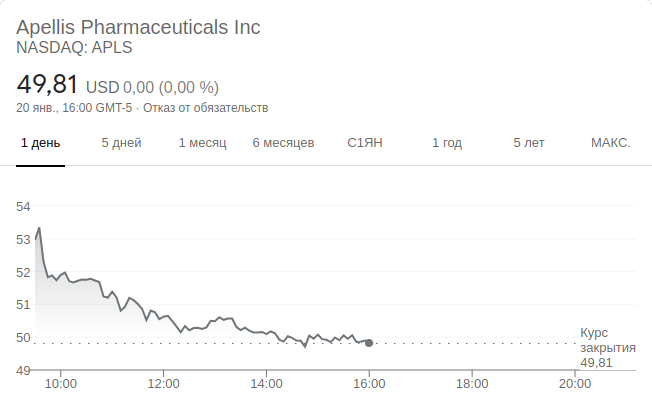 Apellis Pharmaceuticals Inc
NASDAQ: APLS
49,81 USD 0,00 (0,00 %)
20 янв., 16:00 GMT-5 · Отказ от обязательств
1 день 5 дней 1 месяц 6 месяцев С1ЯН 1 год 5 лет МАКС.
54
53
52
51
50
49
Курс
закрытия
49,81
10:00 12:00 14:00 16:00 18:00 20:00